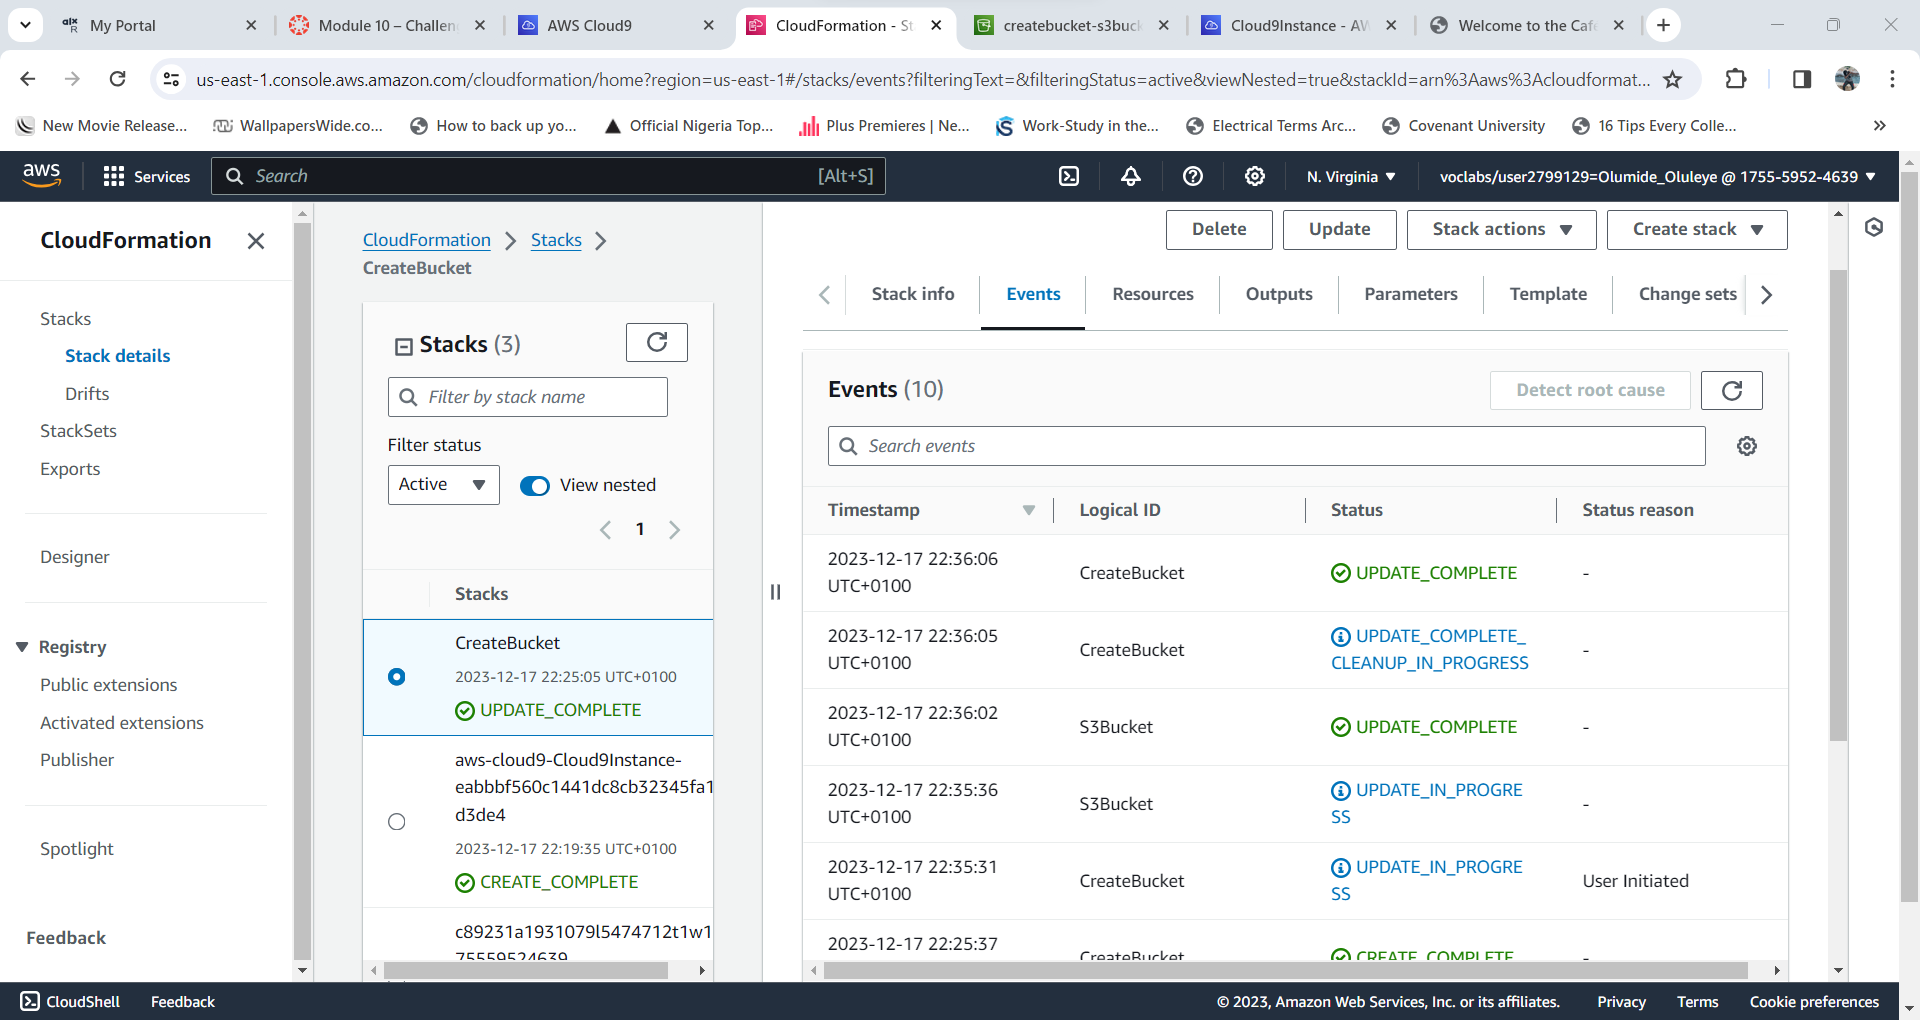 My Portal
Module 10 – Challen
AWS Cloud9
CloudFormation - St
createbucket-s3buck
Cloud9Instance - AW
Welcome to the Caf
us-east-1.console.aws.amazon.com/cloudformation/home?region=us-east-1#/stacks/events?filteringText=&filteringStatus=active&viewNested=true&stackId=arn%3Aaws%3Acloudformat...
New Movie Release...
WallpapersWide.co...
How to back up yo...
Official Nigeria Top...
Plus Premieres | Ne...
Work-Study in the...
Electrical Terms Arc...
Covenant University
16 Tips Every Colle...
aws
Services
Search
[Alt+S]
N. Virginia
voclabs/user2799129=Olumide_Oluleye @ 1755-5952-4639
CloudFormation
Stacks
Stack details
Drifts
StackSets
Exports
Designer
Registry
Public extensions
Activated extensions
Publisher
Spotlight
Feedback
CloudFormation
Stacks
CreateBucket
Stacks (3)
Filter by stack name
Filter status
Active
View nested
1
Stacks
CreateBucket
2023-12-17 22:25:05 UTC+0100
UPDATE_COMPLETE
aws-cloud9-Cloud9Instance-
eabbbf560c1441dc8cb32345fa1
d3de4
2023-12-17 22:19:35 UTC+0100
CREATE_COMPLETE
c89231a1931079l5474712t1w1
75559524639
Delete
Update
Stack actions
Create stack
Stack info
Events
Resources
Outputs
Parameters
Template
Change sets
Events (10)
Detect root cause
Search events
Timestamp
Logical ID
Status
Status reason
2023-12-17 22:36:06
UTC+0100
CreateBucket
UPDATE_COMPLETE
-
2023-12-17 22:36:05
UTC+0100
CreateBucket
UPDATE_COMPLETE_
CLEANUP_IN_PROGRESS
-
2023-12-17 22:36:02
UTC+0100
S3Bucket
UPDATE_COMPLETE
-
2023-12-17 22:35:36
UTC+0100
S3Bucket
UPDATE_IN_PROGRE
SS
-
2023-12-17 22:35:31
UTC+0100
CreateBucket
UPDATE_IN_PROGRE
SS
User Initiated
2023-12-17 22:25:37
CreateBucket
CREATE_COMPLETE
-
CloudShell
Feedback
© 2023, Amazon Web Services, Inc. or its affiliates.
Privacy
Terms
Cookie preferences